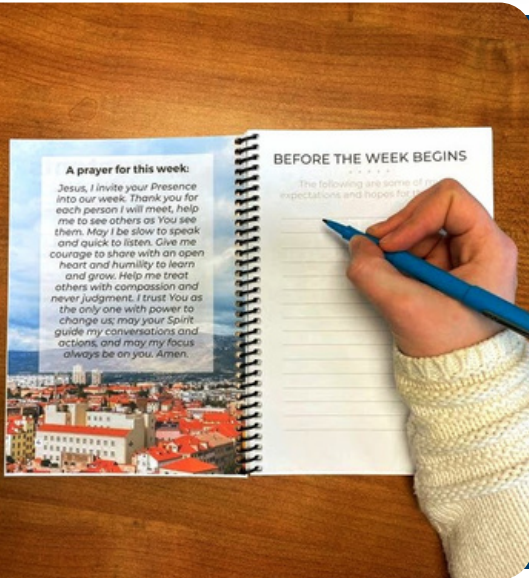 A prayer for this week:
Jesus, I invite your Presence
into our week. Thank you for
each person I will meet, help
me to see others as You see
them. May I be slow to speak
and quick to listen. Give me
courage to share with an open
heart and humility to learn
and grow. Help me treat
others with compassion and
never judgment. I trust You as
the only one with power to
change us; may your Spirit
guide my conversations and
actions, and may my focus
always be on you. Amen.
BEFORE THE WEEK BEGINS
The following are some of
expectations and hopes for